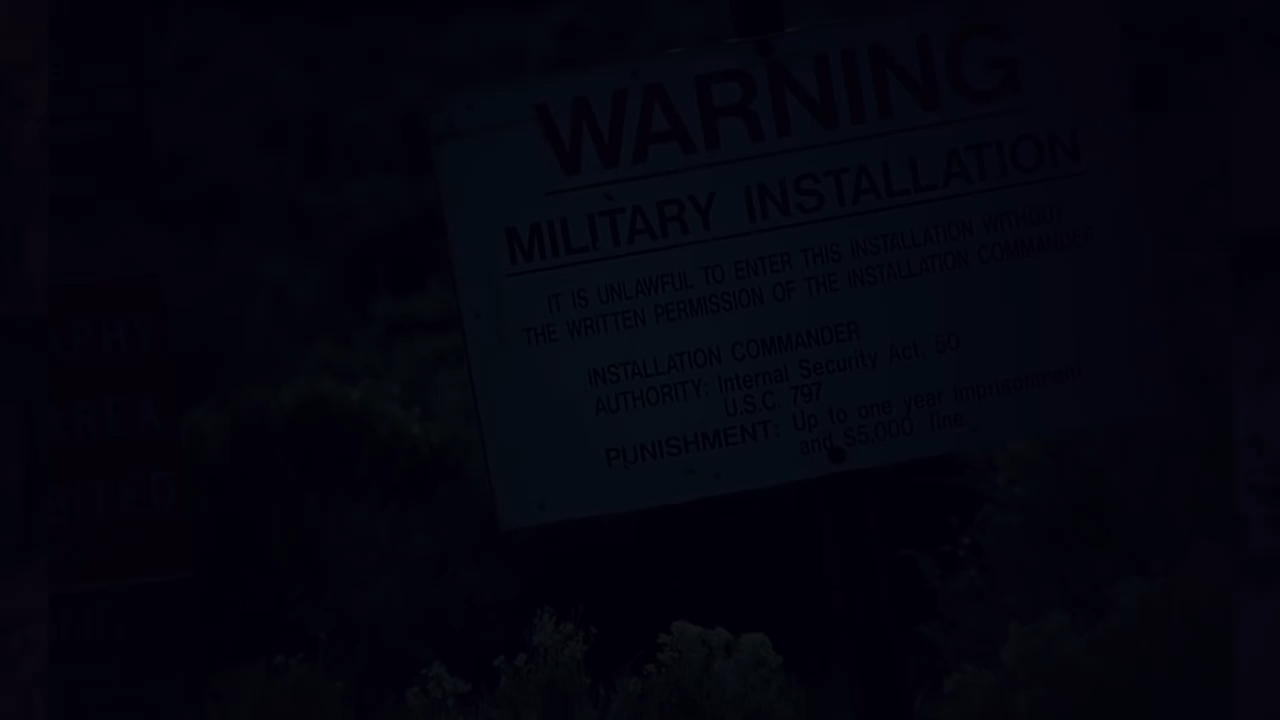 WARNING
MILITARY INSTALLATION
IT IS UNLAWFUL TO ENTER THIS INSTALLATION WITHOUT
THE WRITTEN PERMISSION OF THE INSTALLATION COMMANDER
INSTALLATION COMMANDER
AUTHORITY: Internal Security Act, 50
U.S.C. 797
PUNISHMENT: Up to one year imprisonment
and $5,000 fine